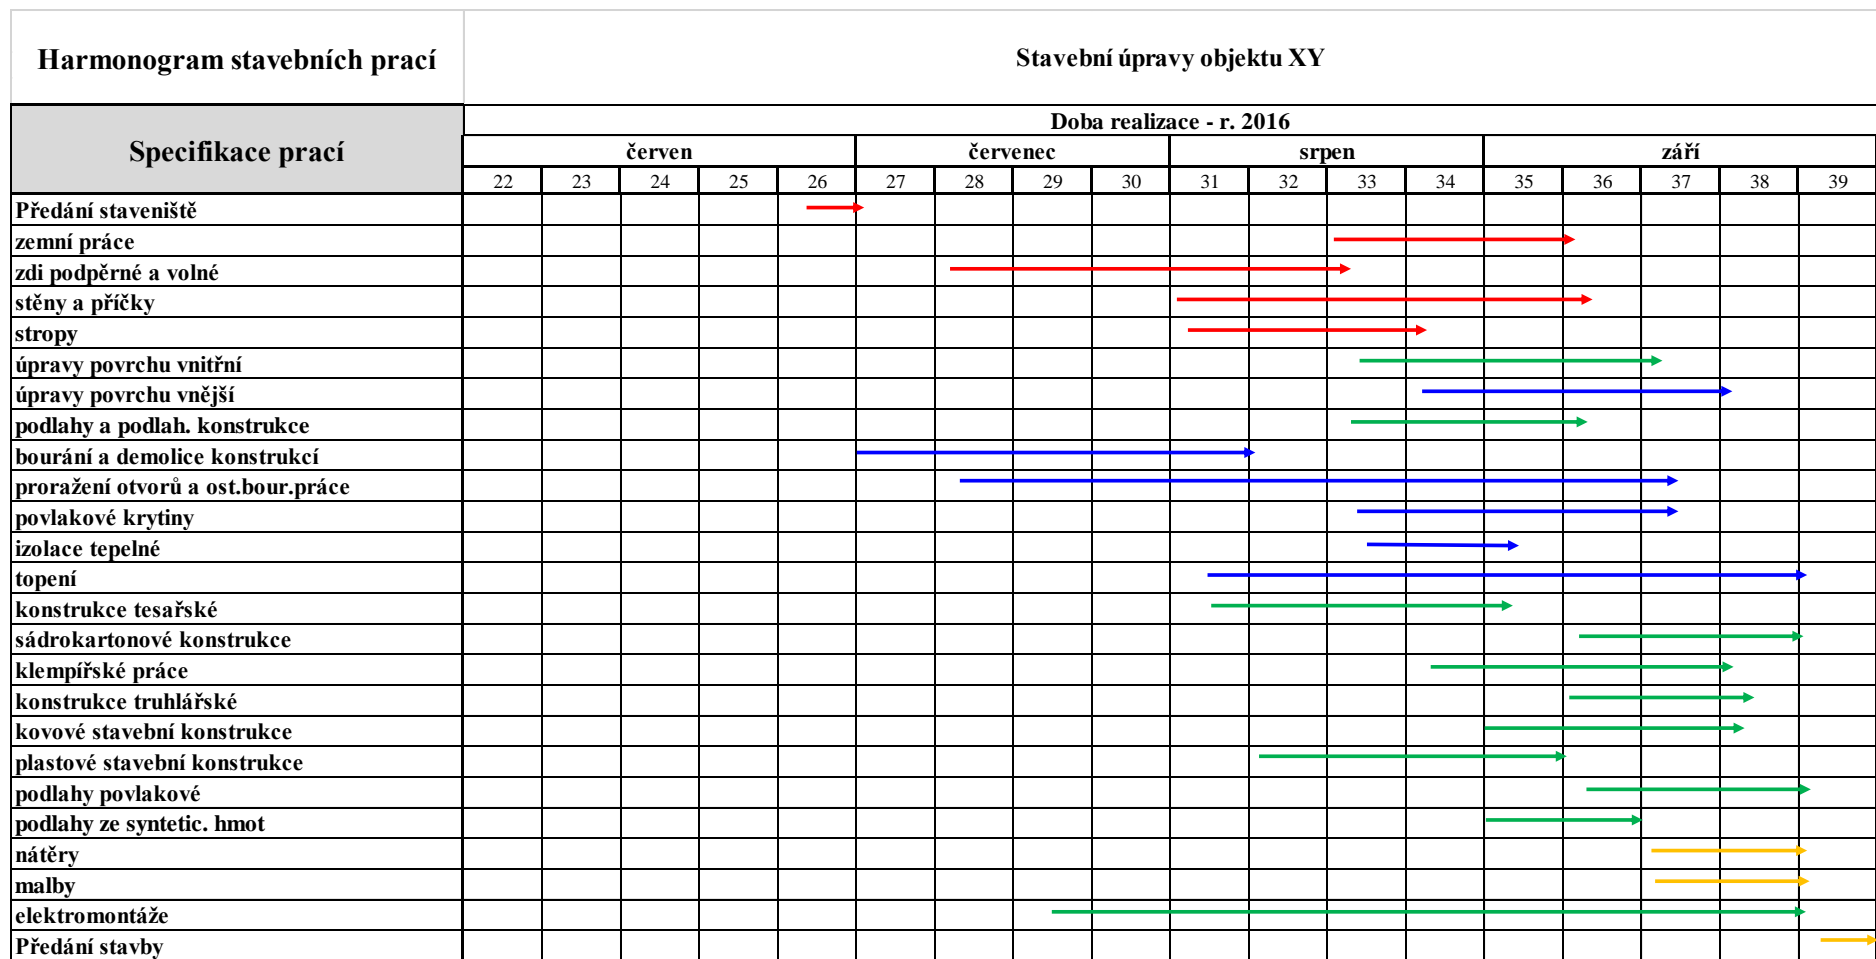 Harmonogram stavebních prací
Stavební úpravy objektu XY
Specifikace prací
Doba realizace - r. 2016
červen červenec srpen září
22 23 24 25 26 27 28 29 30 31 32 33 34 35 36 37 38 39
Předání staveniště
zemní práce
zdi podpěrné a volné
stěny a příčky
stropy
úpravy povrchu vnitřní
úpravy povrchu vnější
podlahy a podlah. konstrukce
bourání a demolice konstrukcí
proražení otvorů a ost.bour.práce
povlakové krytiny
izolace tepelné
topení
konstrukce tesařské
sádrokartonové konstrukce
klempířské práce
konstrukce truhlářské
kovové stavební konstrukce
plastové stavební konstrukce
podlahy povlakové
podlahy ze syntetic. hmot
nátěry
malby
elektromontáže
Předání stavby